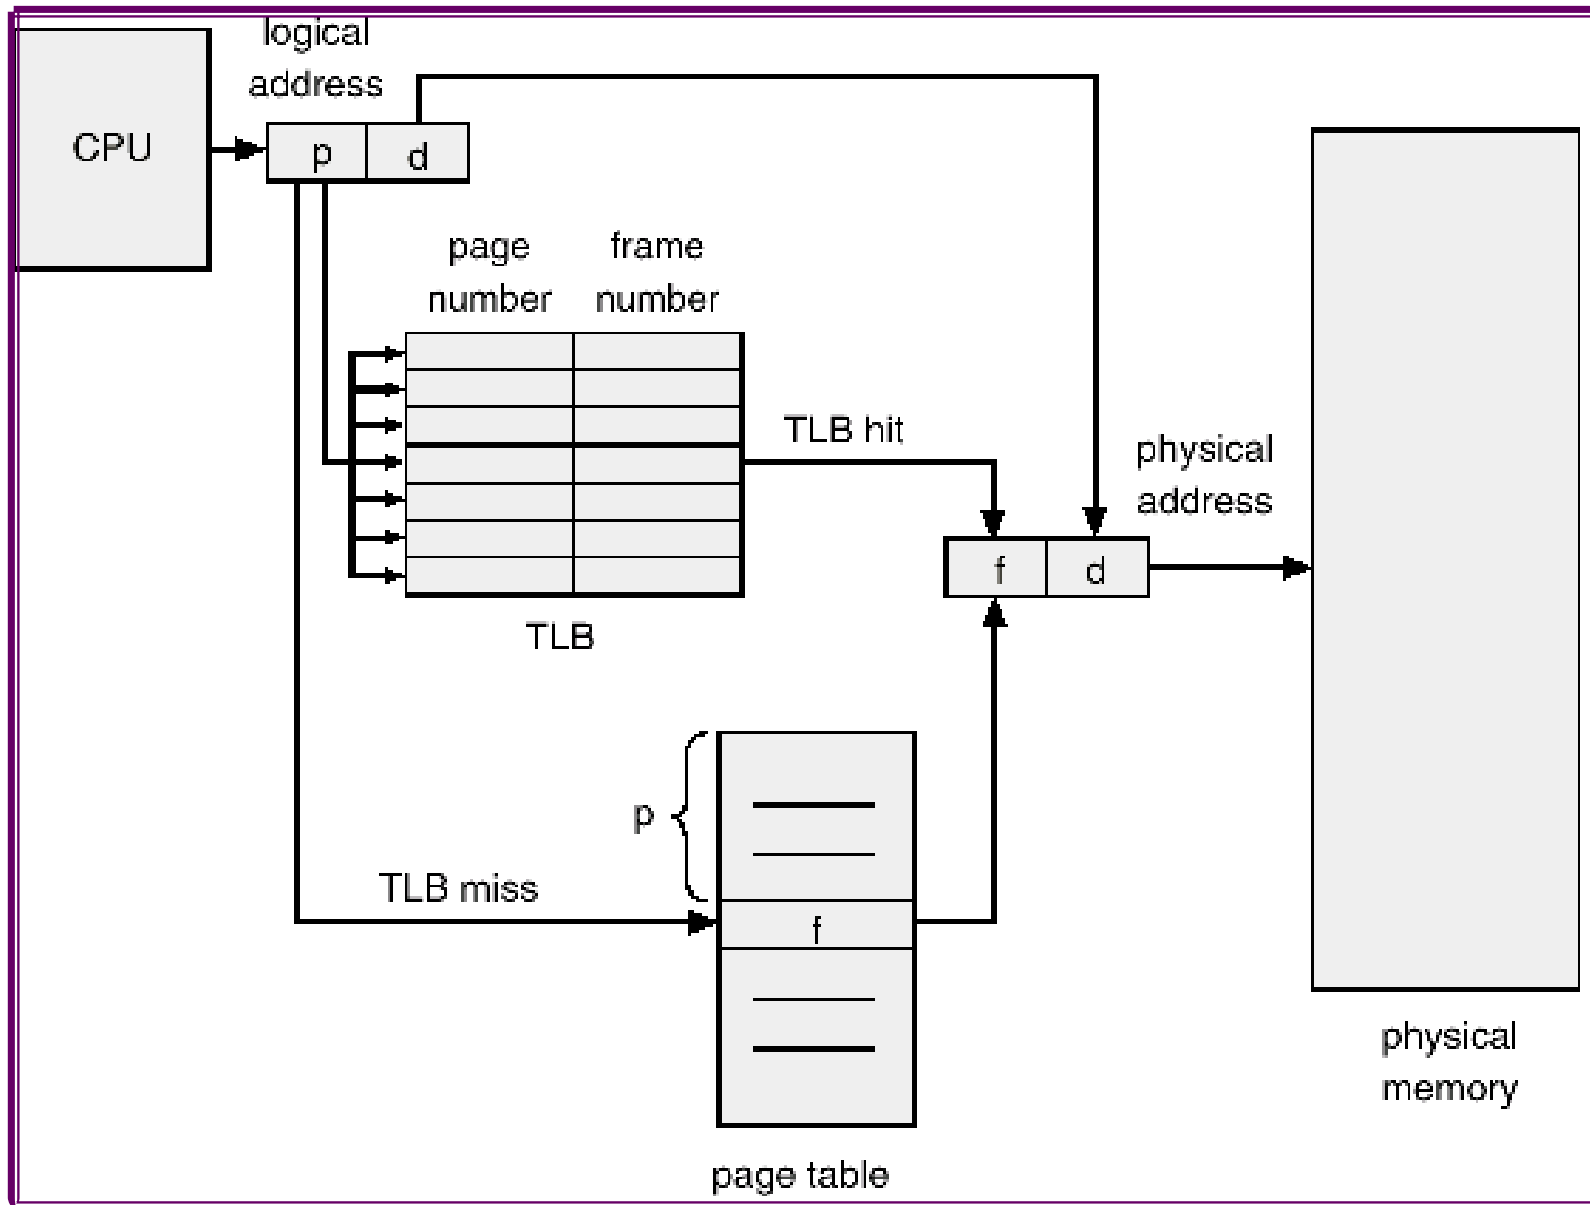 logical
address
CPU
p
d
page
number
frame
number
TLB hit
physical
address
f
d
TLB
p
TLB miss
f
physical
memory
page table